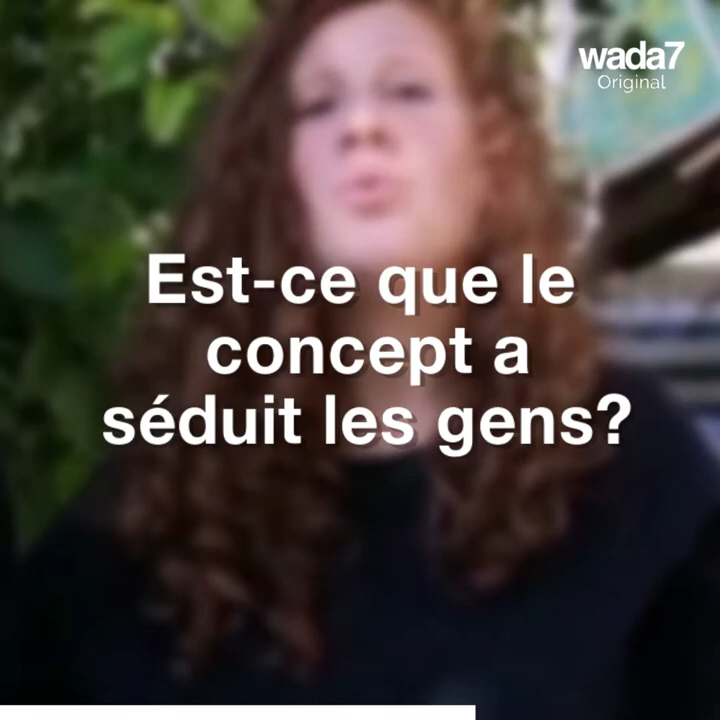 wada7
Original
Est-ce que le
concept a
séduit les gens?